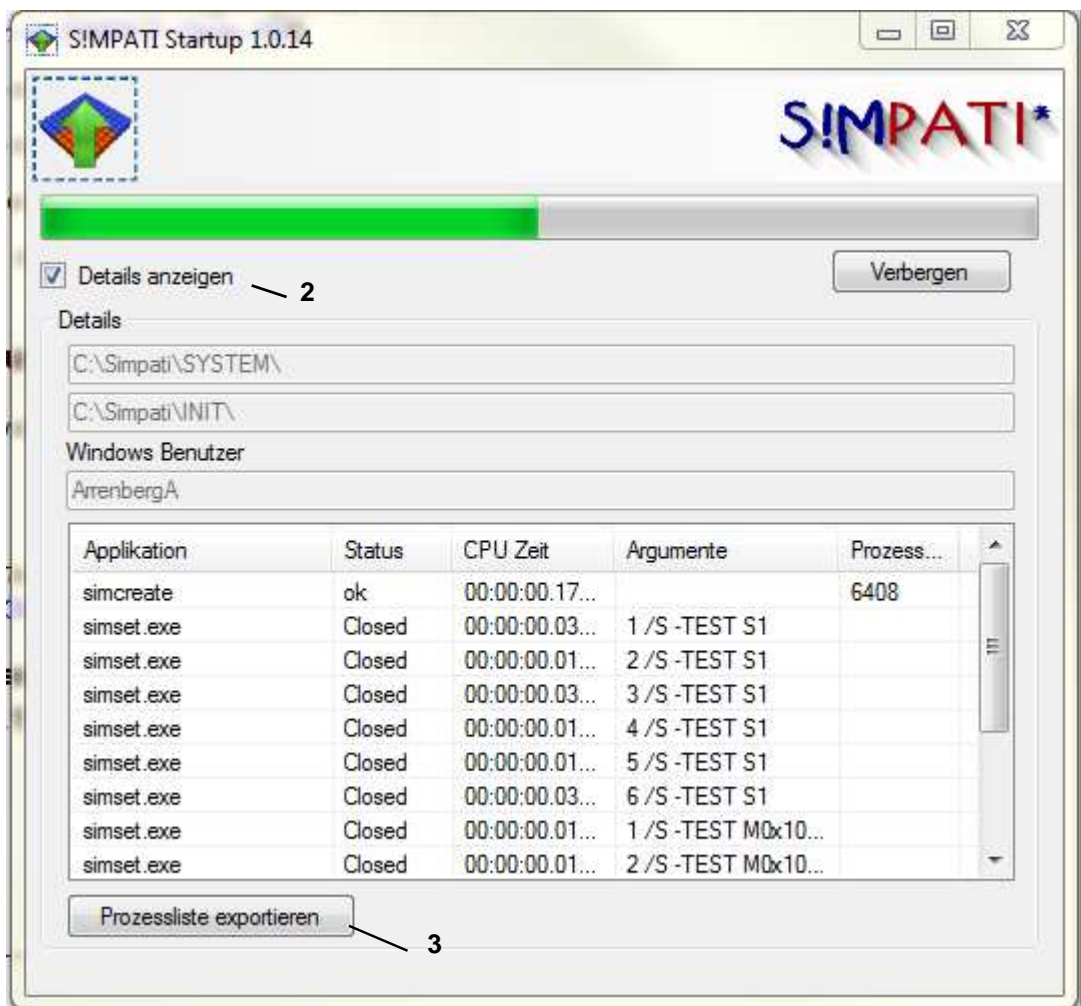 S!MPATI Startup 1.0.14
S!MPATI*
Details anzeigen
2
Verbergen
Details
C:\Simpati\SYSTEM\
C:\Simpati\INIT\
Windows Benutzer
ArrenbergA
Applikation Status CPU Zeit Argumente Prozess...
simcreate ok 00:00:00.17... 6408
simset.exe Closed 00:00:00.03... 1 /S -TEST S1
simset.exe Closed 00:00:00.01... 2 /S -TEST S1
simset.exe Closed 00:00:00.03... 3 /S -TEST S1
simset.exe Closed 00:00:00.01... 4 /S -TEST S1
simset.exe Closed 00:00:00.01... 5 /S -TEST S1
simset.exe Closed 00:00:00.03... 6 /S -TEST S1
simset.exe Closed 00:00:00.01... 1 /S -TEST M0x10...
simset.exe Closed 00:00:00.01... 2 /S -TEST M0x10...
Prozessliste exportieren
3